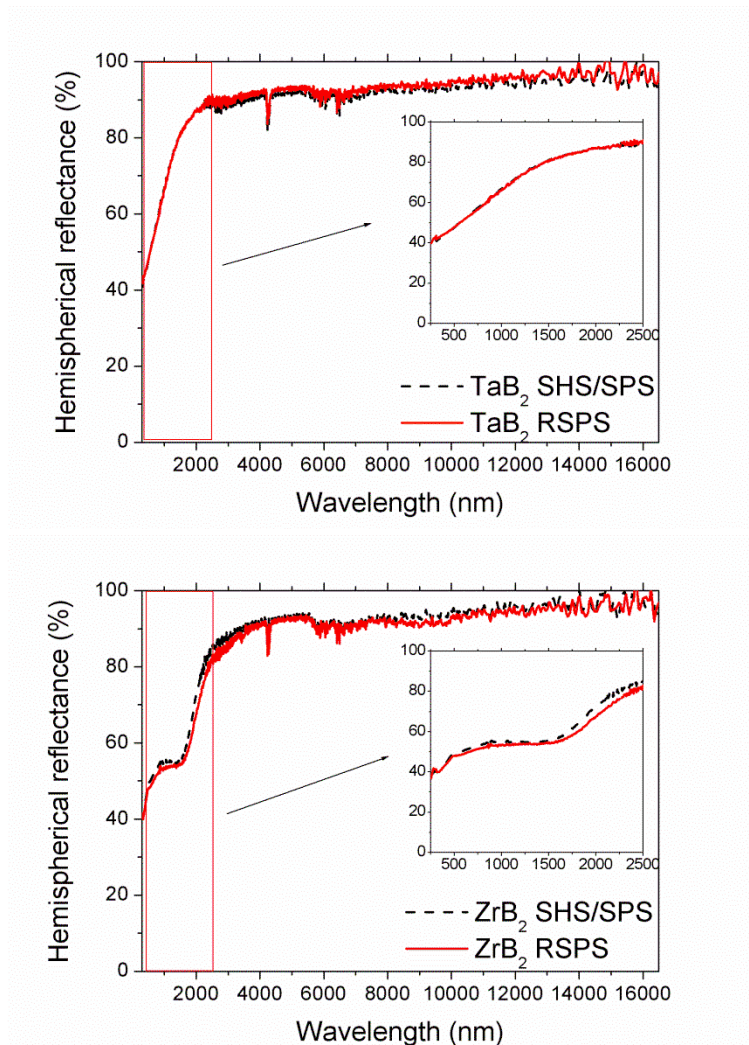 100
80
60
40
20
0
Hemispherical reflectance (%)
2000 4000 6000 8000 10000 12000 14000 16000
Wavelength (nm)
100
80
60
40
20
0
500 1000 1500 2000 2500
TaB2 SHS/SPS
TaB2 RSPS
100
80
60
40
20
0
Hemispherical reflectance (%)
2000 4000 6000 8000 10000 12000 14000 16000
Wavelength (nm)
100
80
60
40
20
0
500 1000 1500 2000 2500
ZrB2 SHS/SPS
ZrB2 RSPS